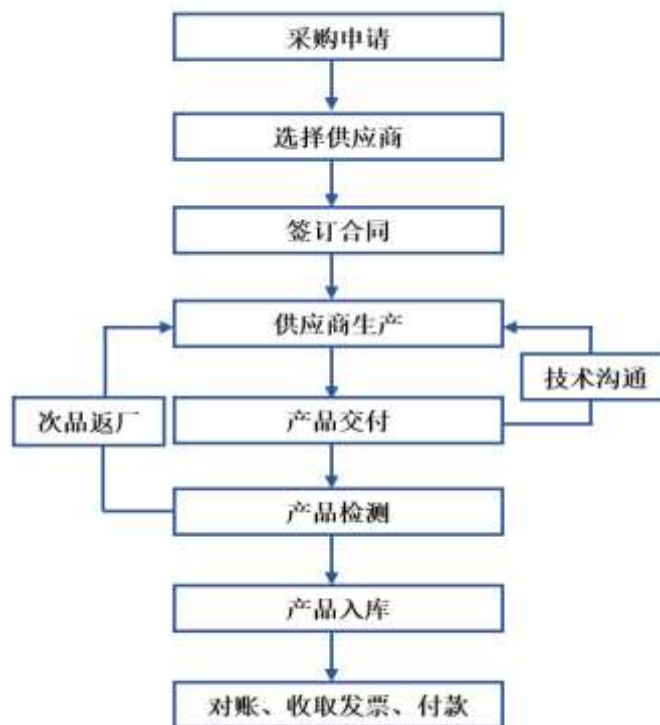 采购申请
选择供应商
签订合同
供应商生产
技术沟通
次品返厂
产品交付
产品检测
产品入库
对账、收取发票、付款